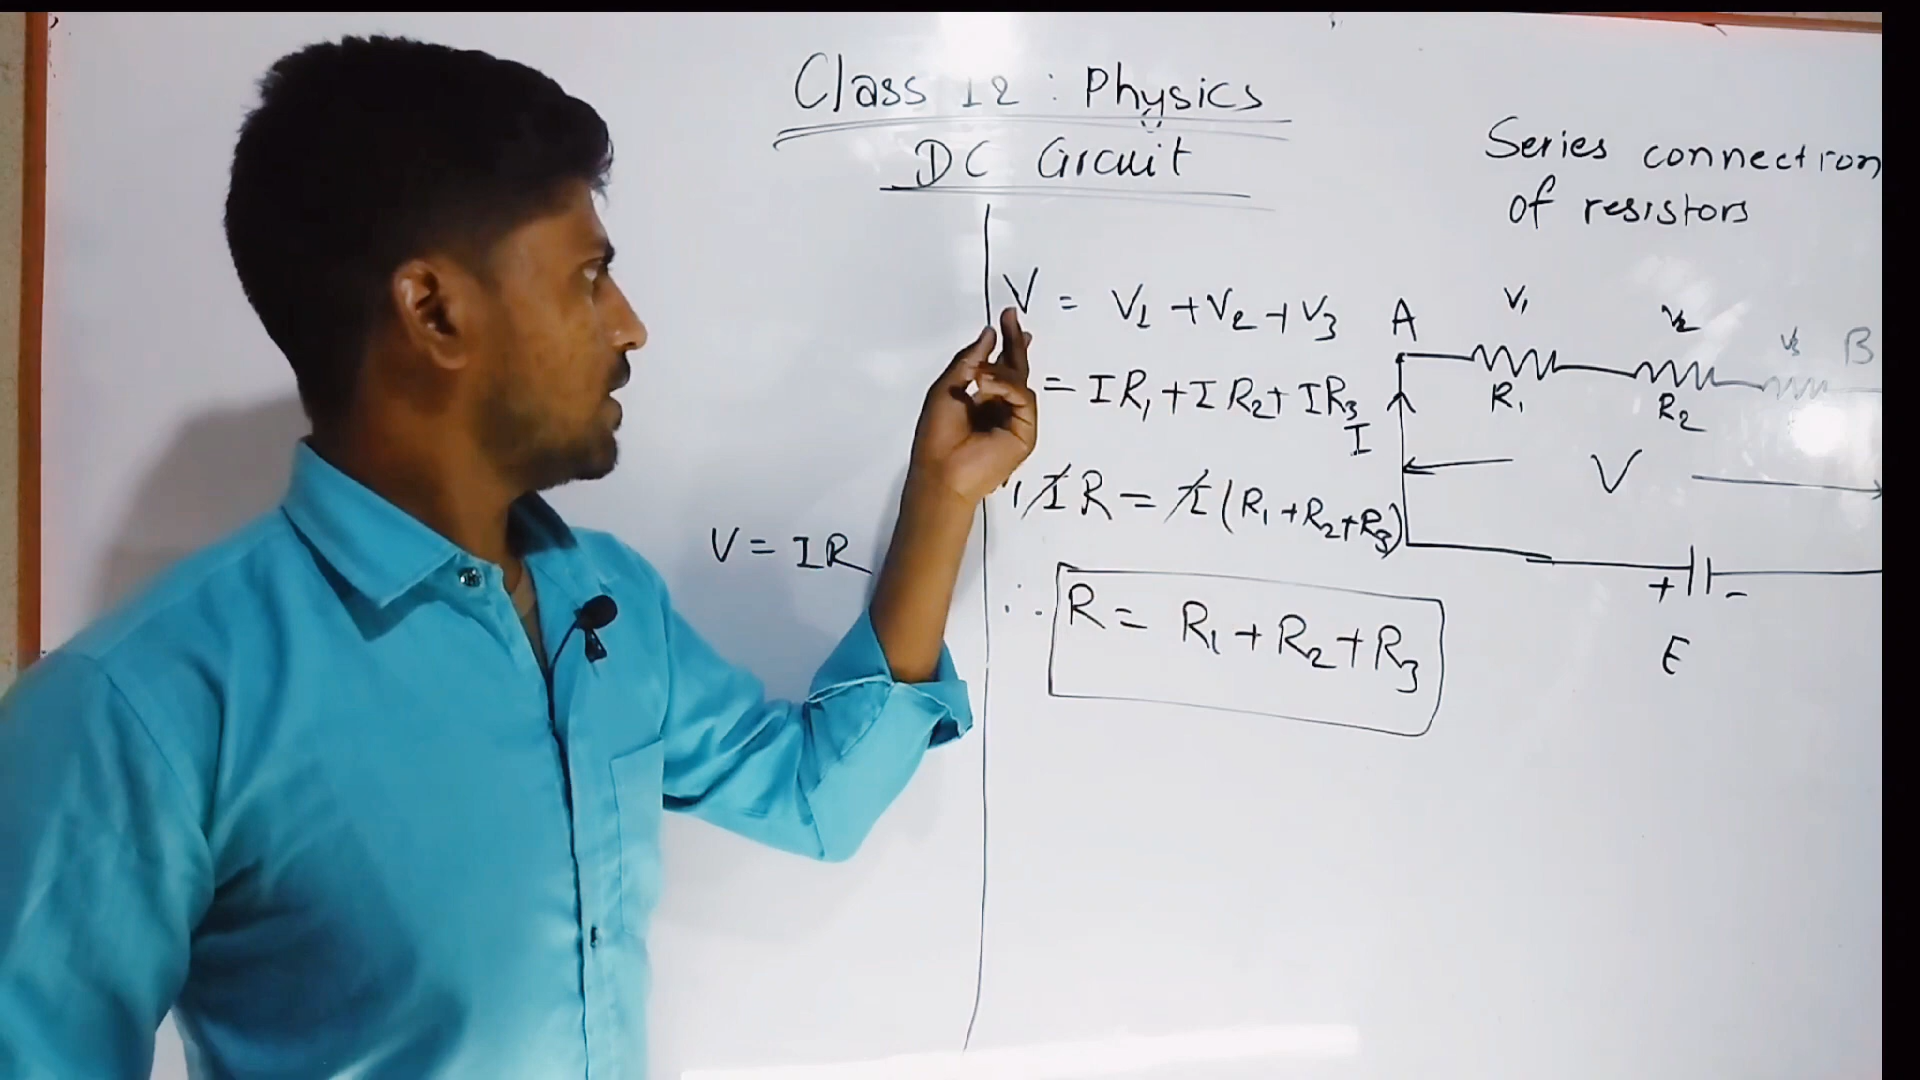 Class 12 : Physics
DC Circuit
Series connection
of resistors
V = V1 + V2 + V3
= IR1 + IR2 + IR3
IR = I(R1 + R2 + R3)
∴ R = R1 + R2 + R3
V = IR
A V1 V2 V3 B
R1 R2
I
V
+ -
E